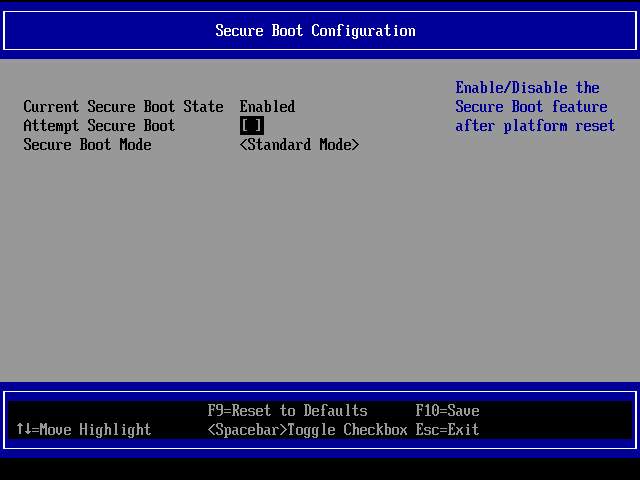 Secure Boot Configuration
Enable/Disable the
Current Secure Boot State Enabled Secure Boot feature
Attempt Secure Boot [ ] after platform reset
Secure Boot Mode <Standard Mode>
F9=Reset to Defaults F10=Save
↑↓=Move Highlight <Spacebar>Toggle Checkbox Esc=Exit